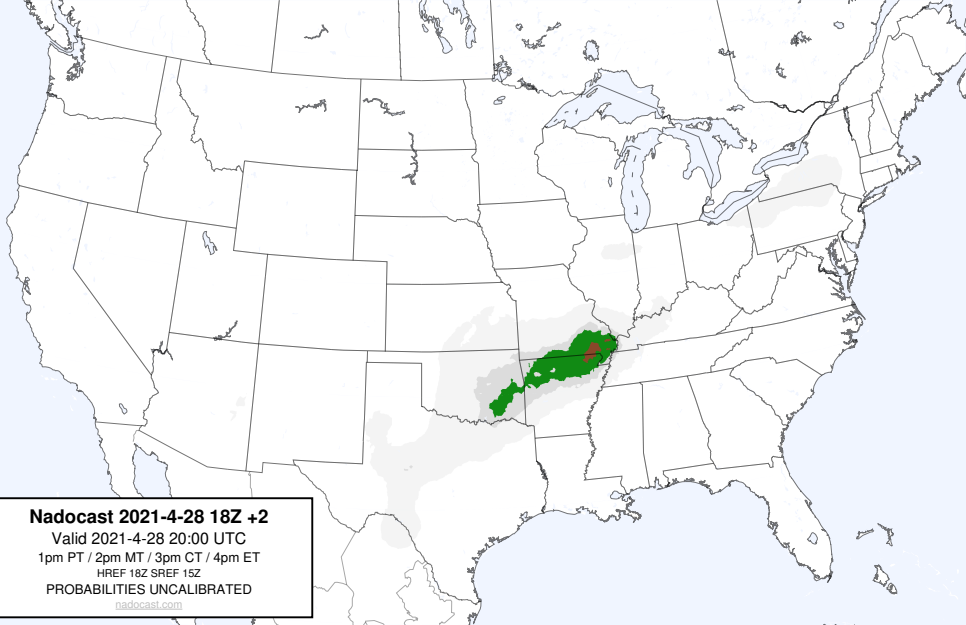 Nadocast 2021-4-28 18Z +2
Valid 2021-4-28 20:00 UTC
1pm PT / 2pm MT / 3pm CT / 4pm ET
HREF 18Z SREF 15Z
PROBABILITIES UNCALIBRATED
nadocast.com